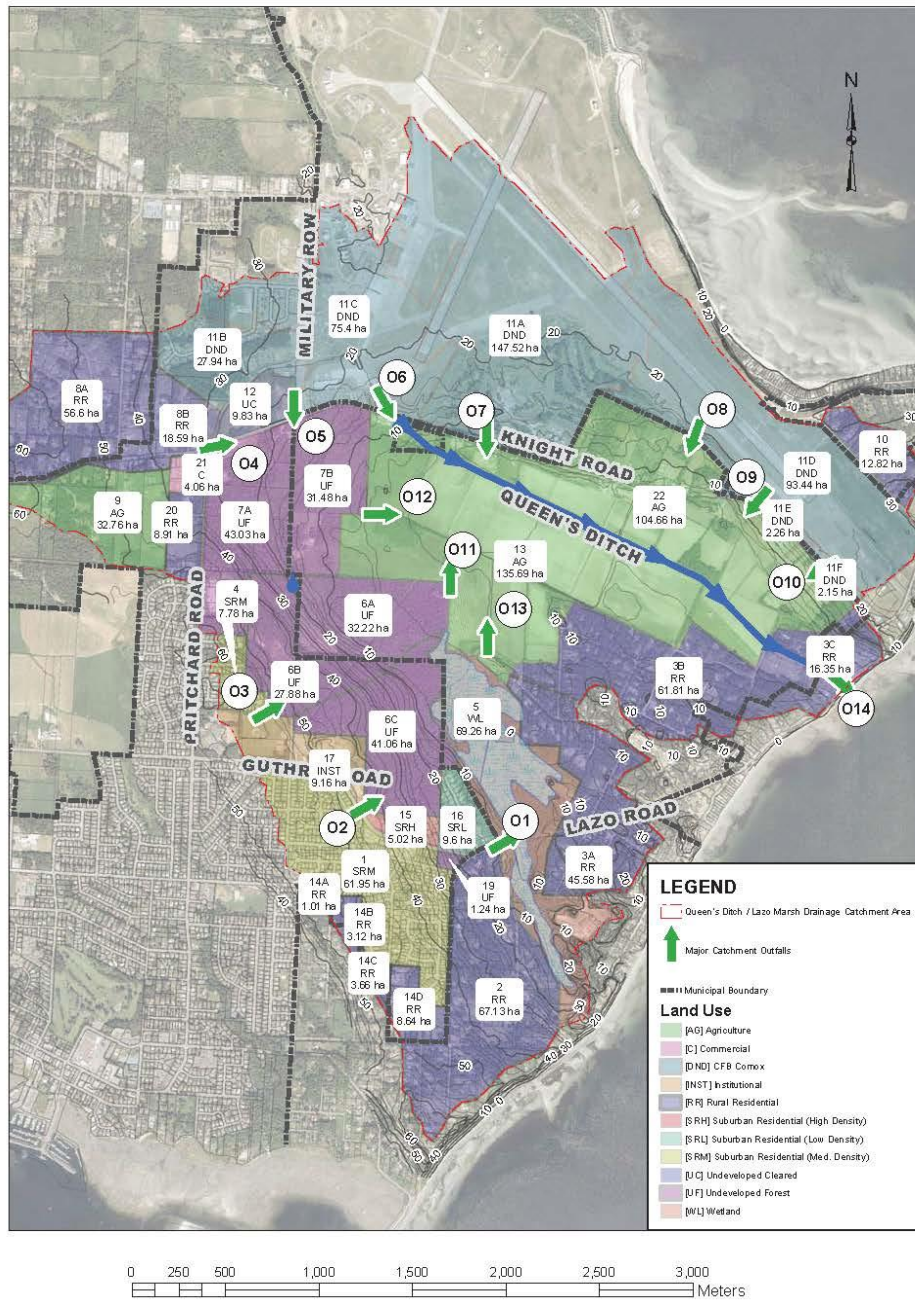 N
MILITARY ROW
11C
DND
75.4 ha
11A
DND
147.52 ha
11B
DND
27.94 ha
8A
RR
56.6 ha
12
UC
9.83 ha
8B
RR
18.59 ha
O6
O7
O8
O5
O4
KNIGHT ROAD
21
C
4.06 ha
7B
UF
31.48 ha
O9
11D
DND
93.44 ha
10
RR
12.82 ha
9
AG
32.76 ha
20
RR
8.91 ha
7A
UF
43.03 ha
O12
QUEEN'S DITCH
22
AG
104.66 ha
11E
DND
2.26 ha
O11
13
AG
135.69 ha
O10
11F
DND
2.15 ha
PRITCHARD ROAD
4
SRM
7.78 ha
6A
UF
32.22 ha
O13
3B
RR
61.81 ha
3C
RR
16.35 ha
O3
6B
UF
27.88 ha
O14
5
WL
69.26 ha
6C
UF
41.06 ha
17
INST
9.16 ha
O2
15
SRH
5.02 ha
16
SRL
9.6 ha
O1
LAZO ROAD
1
SRM
61.95 ha
19
UF
1.24 ha
3A
RR
45.58 ha
14A
RR
1.01 ha
14B
RR
3.12 ha
14C
RR
3.66 ha
14D
RR
8.64 ha
2
RR
67.13 ha
LEGEND
Queen's Ditch / Lazo Marsh Drainage Catchment Area
Major Catchment Outfalls
Municipal Boundary
Land Use
[AG] Agriculture
[C] Commercial
[DND] CFB Comox
[INST] Institutional
[RR] Rural Residential
[SRH] Suburban Residential (High Density)
[SRL] Suburban Residential (Low Density)
[SRM] Suburban Residential (Med. Density)
[UC] Undeveloped Cleared
[UF] Undeveloped Forest
[WL] Wetland
0 250 500 1,000 1,500 2,000 2,500 3,000
Meters